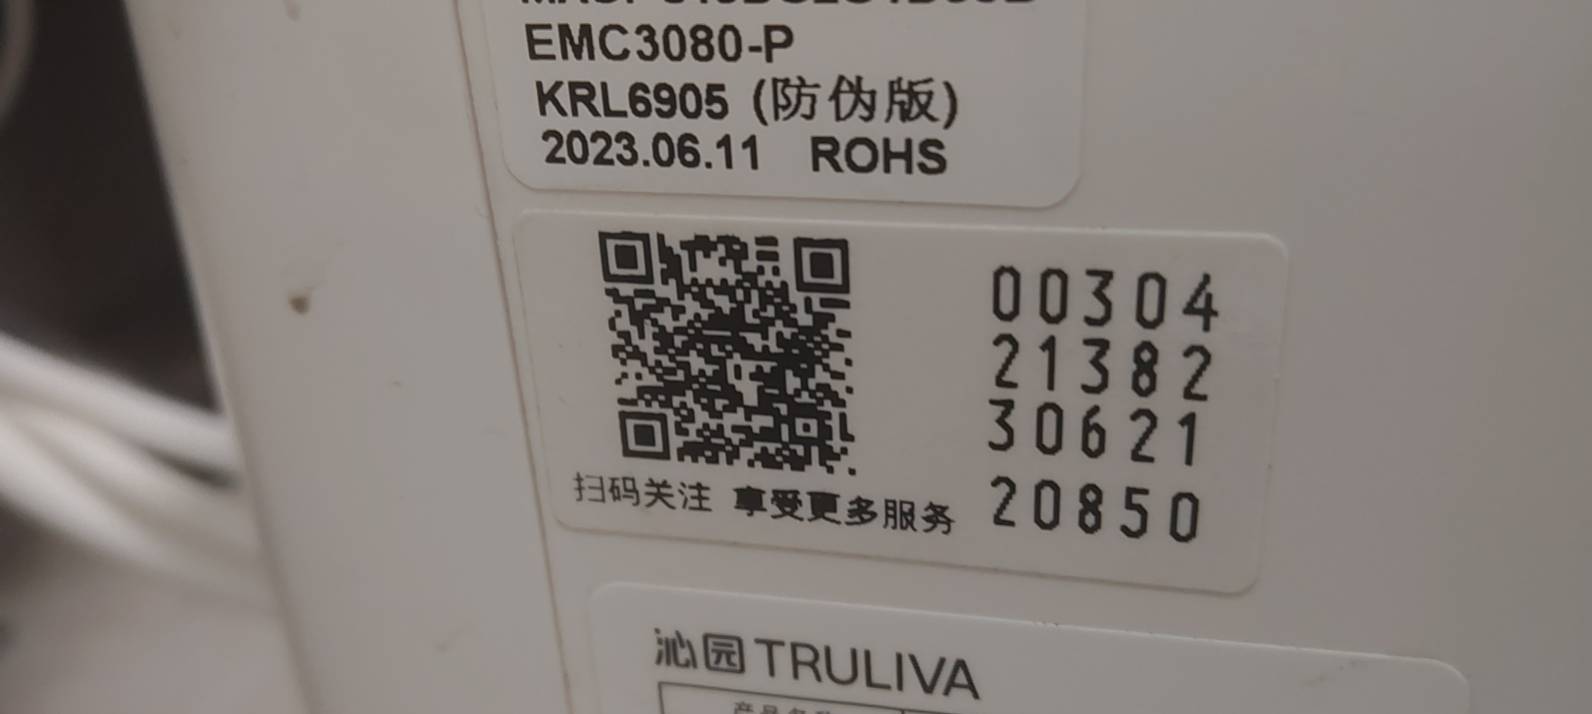 EMC3080-P
KRL6905 (防伪版)
2023.06.11 ROHS
00304
21382
30621
20850
扫码关注 享受更多服务
沁园 TRULIVA